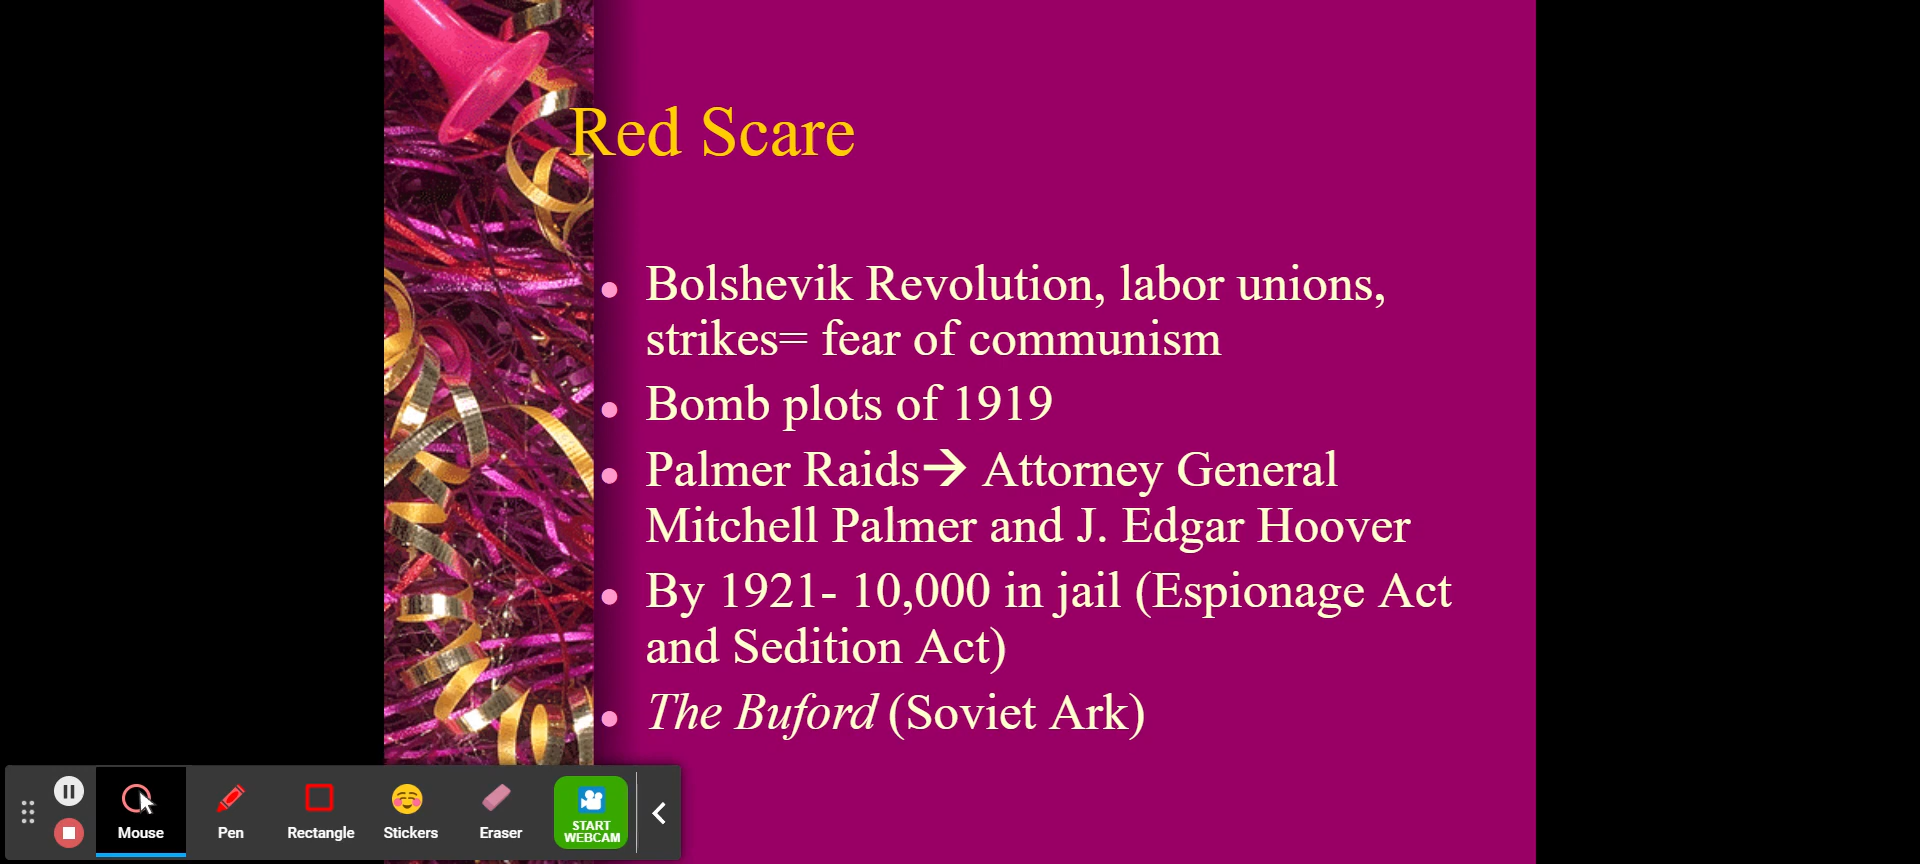 Red Scare
Bolshevik Revolution, labor unions,
strikes= fear of communism
Bomb plots of 1919
Palmer Raids→ Attorney General
Mitchell Palmer and J. Edgar Hoover
By 1921- 10,000 in jail (Espionage Act
and Sedition Act)
The Buford (Soviet Ark)
Mouse
Pen
Rectangle
Stickers
Eraser
START
WEBCAM